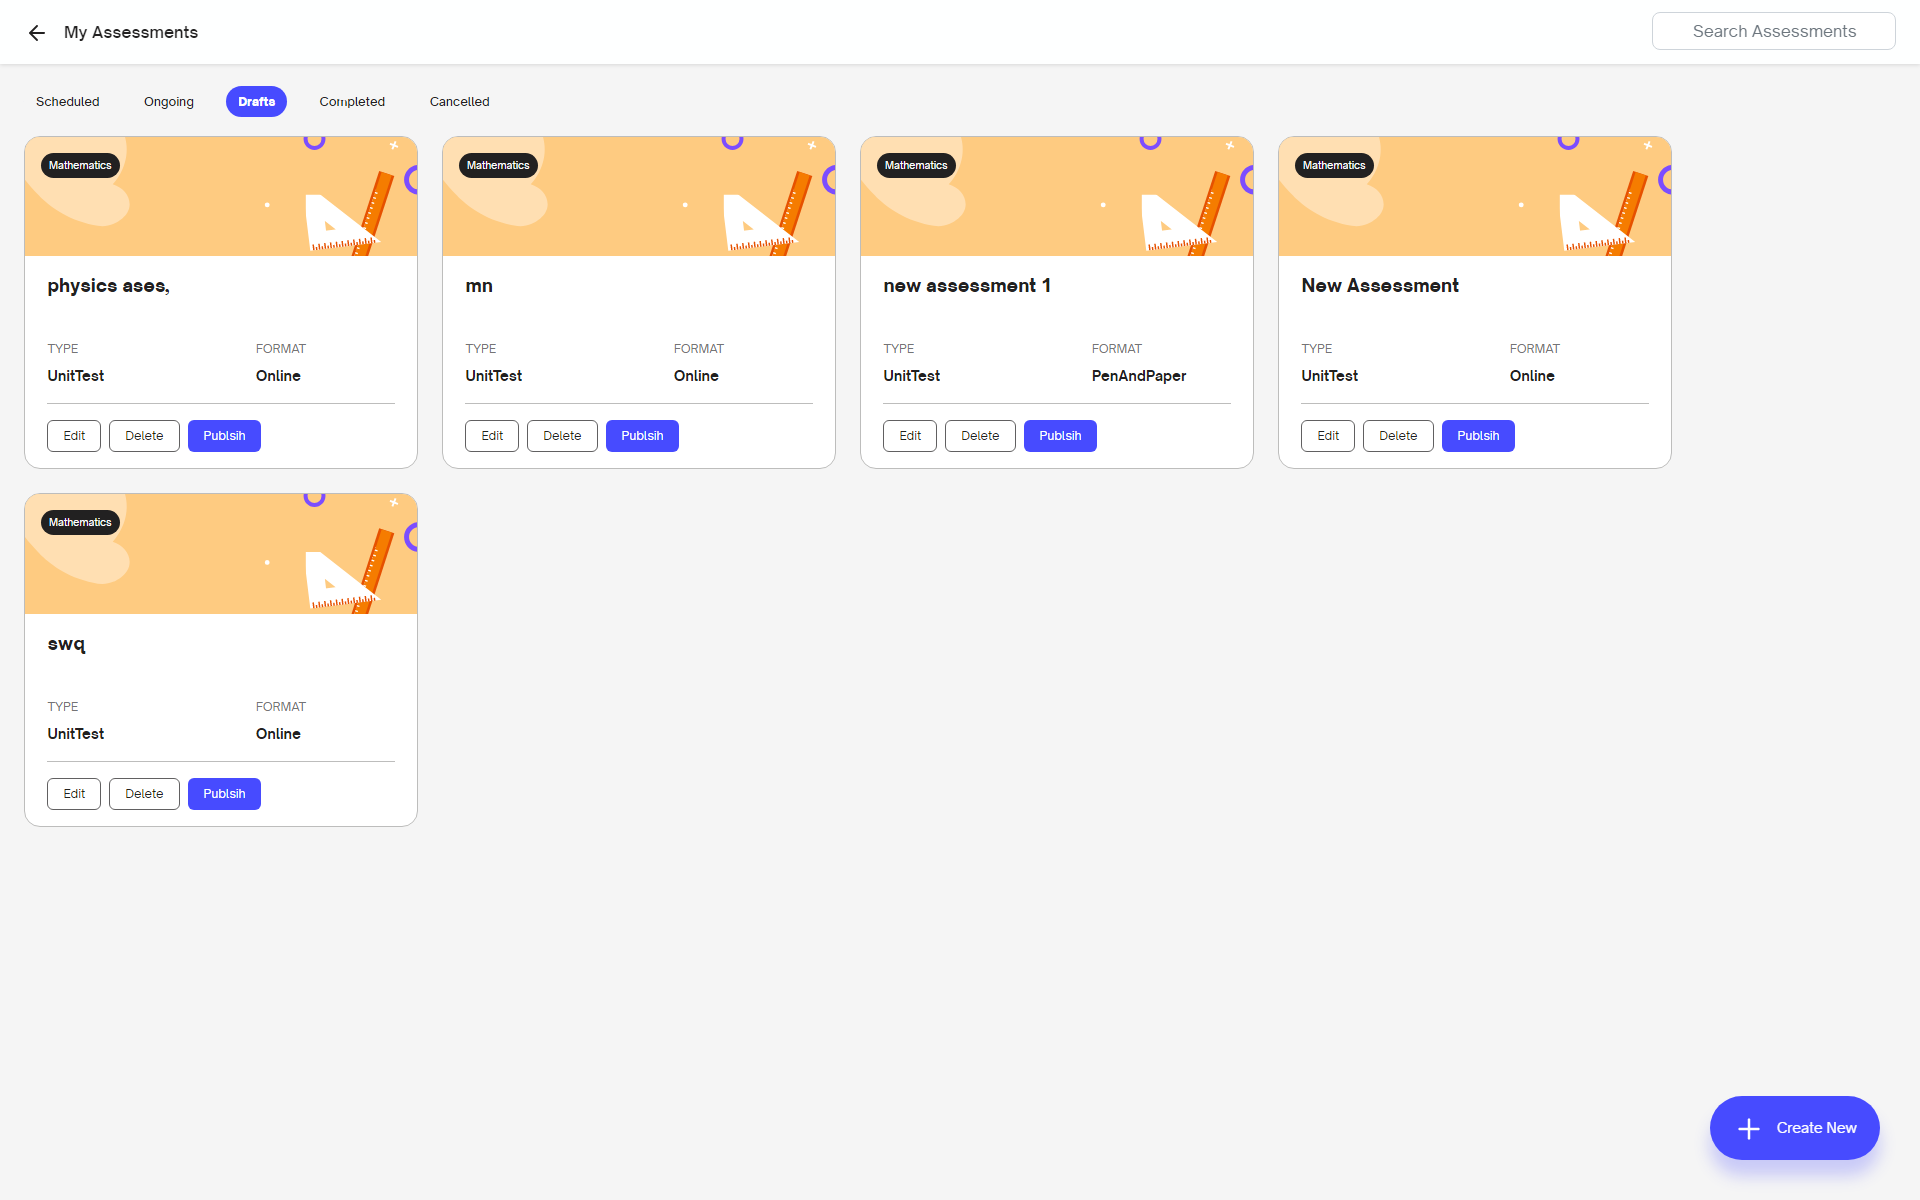 My Assessments
Search Assessments
Scheduled Ongoing Drafts Completed Cancelled
Mathematics Mathematics Mathematics Mathematics
physics ases, mn new assessment 1 New Assessment
TYPE FORMAT TYPE FORMAT TYPE FORMAT TYPE FORMAT
UnitTest Online UnitTest Online UnitTest PenAndPaper UnitTest Online
Edit Delete Publsih Edit Delete Publsih Edit Delete Publsih Edit Delete Publsih
Mathematics
swq
TYPE FORMAT
UnitTest Online
Edit Delete Publsih
Create New